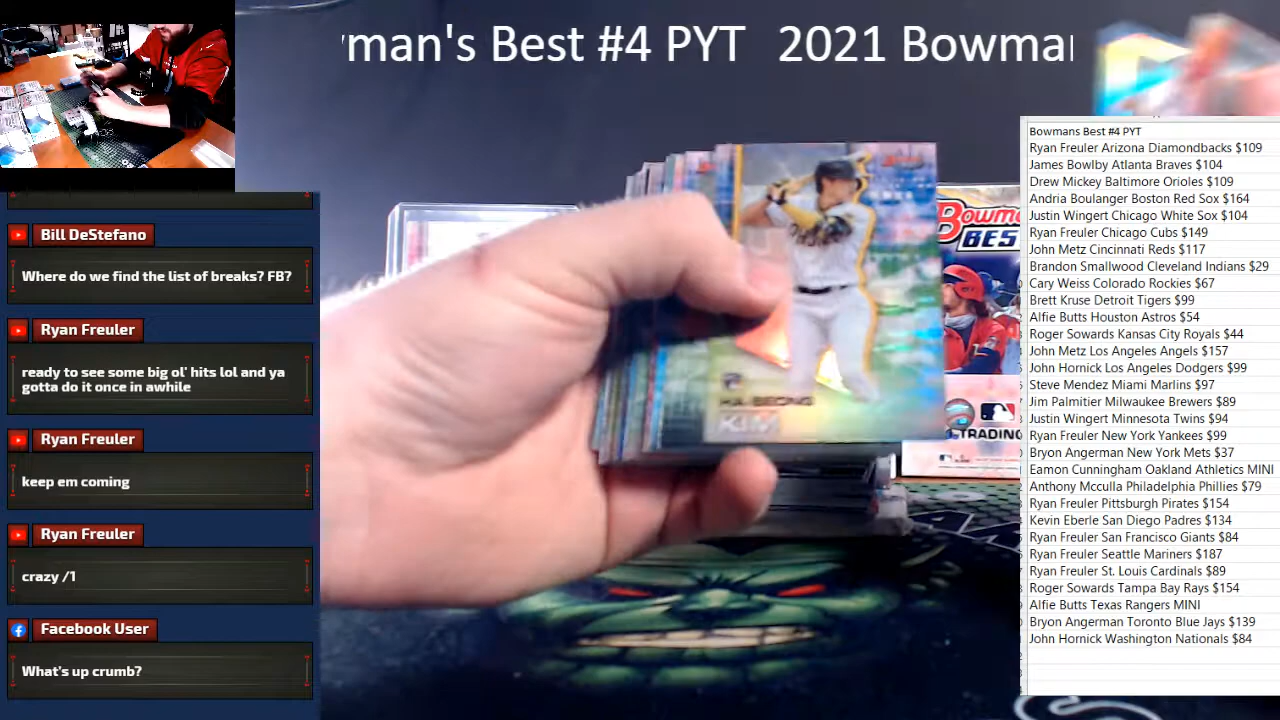 man's Best #4 PYT 2021 Bowma
Bill DeStefano
Where do we find the list of breaks? FB?
Ryan Freuler
ready to see some big ol' hits lol and ya
gotta do it once in awhile
Ryan Freuler
keep em coming
Ryan Freuler
crazy /1
Facebook User
What's up crumb?
HA-SEONG
KIM
Bowm
BES
TRADING
Bowmans Best #4 PYT
Ryan Freuler Arizona Diamondbacks $109
James Bowlby Atlanta Braves $104
Drew Mickey Baltimore Orioles $109
Andria Boulanger Boston Red Sox $164
Justin Wingert Chicago White Sox $104
Ryan Freuler Chicago Cubs $149
John Metz Cincinnati Reds $117
Brandon Smallwood Cleveland Indians $29
Cary Weiss Colorado Rockies $67
Brett Kruse Detroit Tigers $99
Alfie Butts Houston Astros $54
Roger Sowards Kansas City Royals $44
John Metz Los Angeles Angels $157
John Hornick Los Angeles Dodgers $99
Steve Mendez Miami Marlins $97
Jim Palmitier Milwaukee Brewers $89
Justin Wingert Minnesota Twins $94
Ryan Freuler New York Yankees $99
Bryon Angerman New York Mets $37
Eamon Cunningham Oakland Athletics MINI
Anthony Mcculla Philadelphia Phillies $79
Ryan Freuler Pittsburgh Pirates $154
Kevin Eberle San Diego Padres $134
Ryan Freuler San Francisco Giants $84
Ryan Freuler Seattle Mariners $187
Ryan Freuler St. Louis Cardinals $89
Roger Sowards Tampa Bay Rays $154
Alfie Butts Texas Rangers MINI
Bryon Angerman Toronto Blue Jays $139
John Hornick Washington Nationals $84